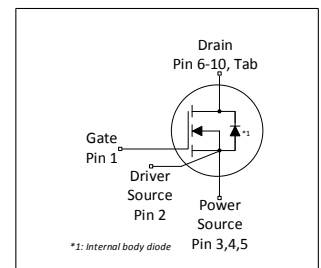 Drain
Pin 6-10, Tab
*1
Gate
Pin 1
Driver
Source
Pin 2
Power
Source
Pin 3,4,5
*1: Internal body diode